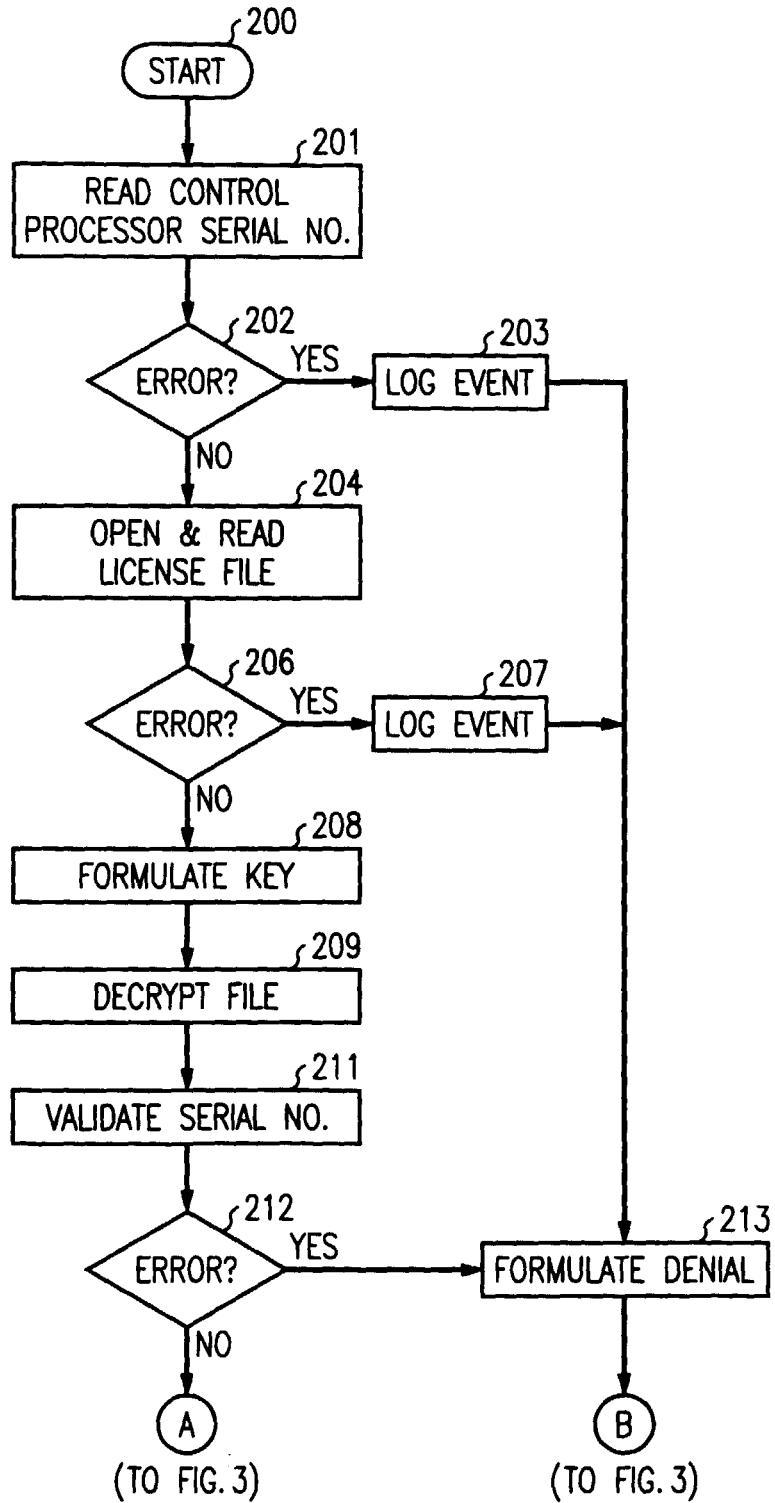 200
START
201
READ CONTROL
PROCESSOR SERIAL NO.
202
ERROR?
YES
203
LOG EVENT
NO
204
OPEN & READ
LICENSE FILE
206
ERROR?
YES
207
LOG EVENT
NO
208
FORMULATE KEY
209
DECRYPT FILE
211
VALIDATE SERIAL NO.
212
ERROR?
YES
213
FORMULATE DENIAL
NO
A
(TO FIG. 3)
B
(TO FIG. 3)